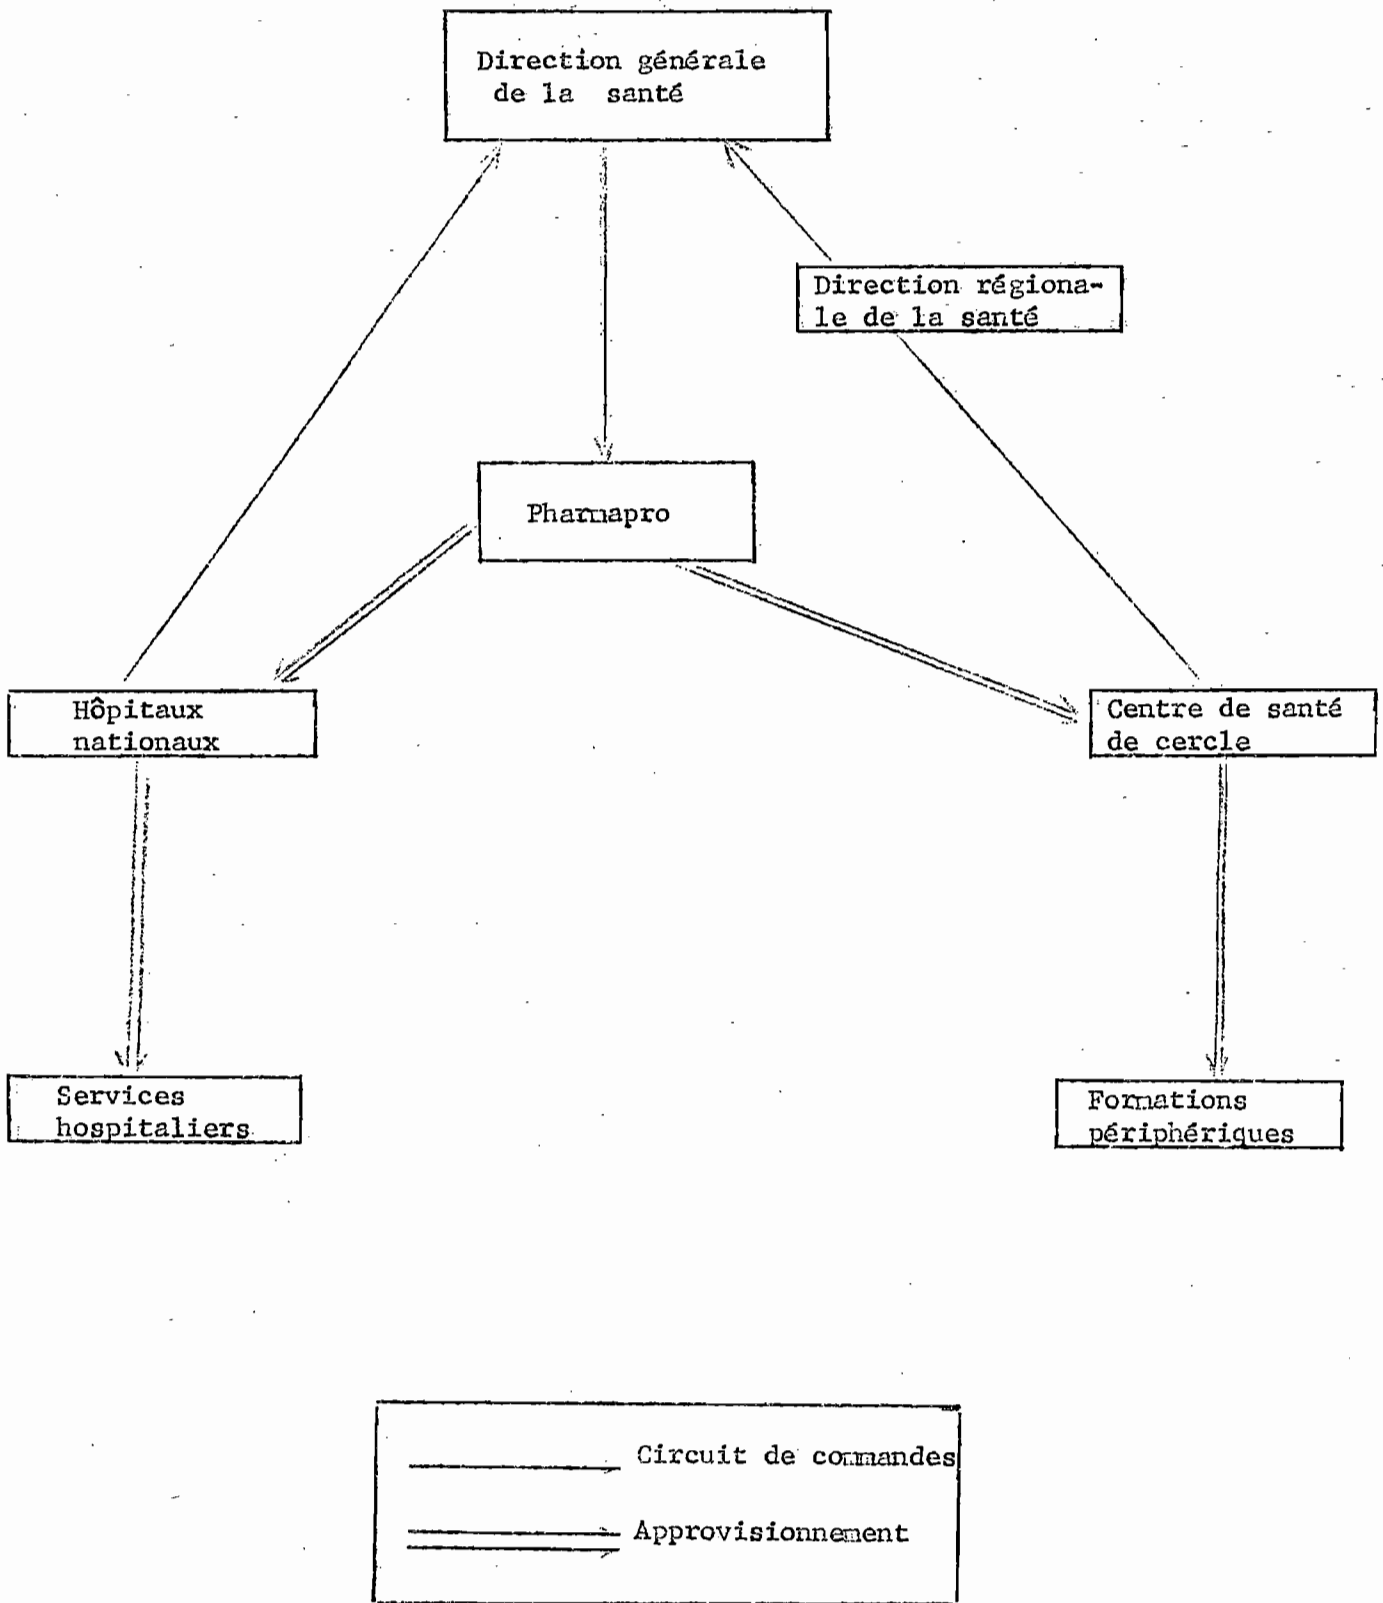 Direction générale
de la santé
Direction régiona-
le de la santé
Pharmapro
Hôpitaux
nationaux
Centre de santé
de cercle
Services
hospitaliers
Formations
périphériques
Circuit de commandes
Approvisionnement